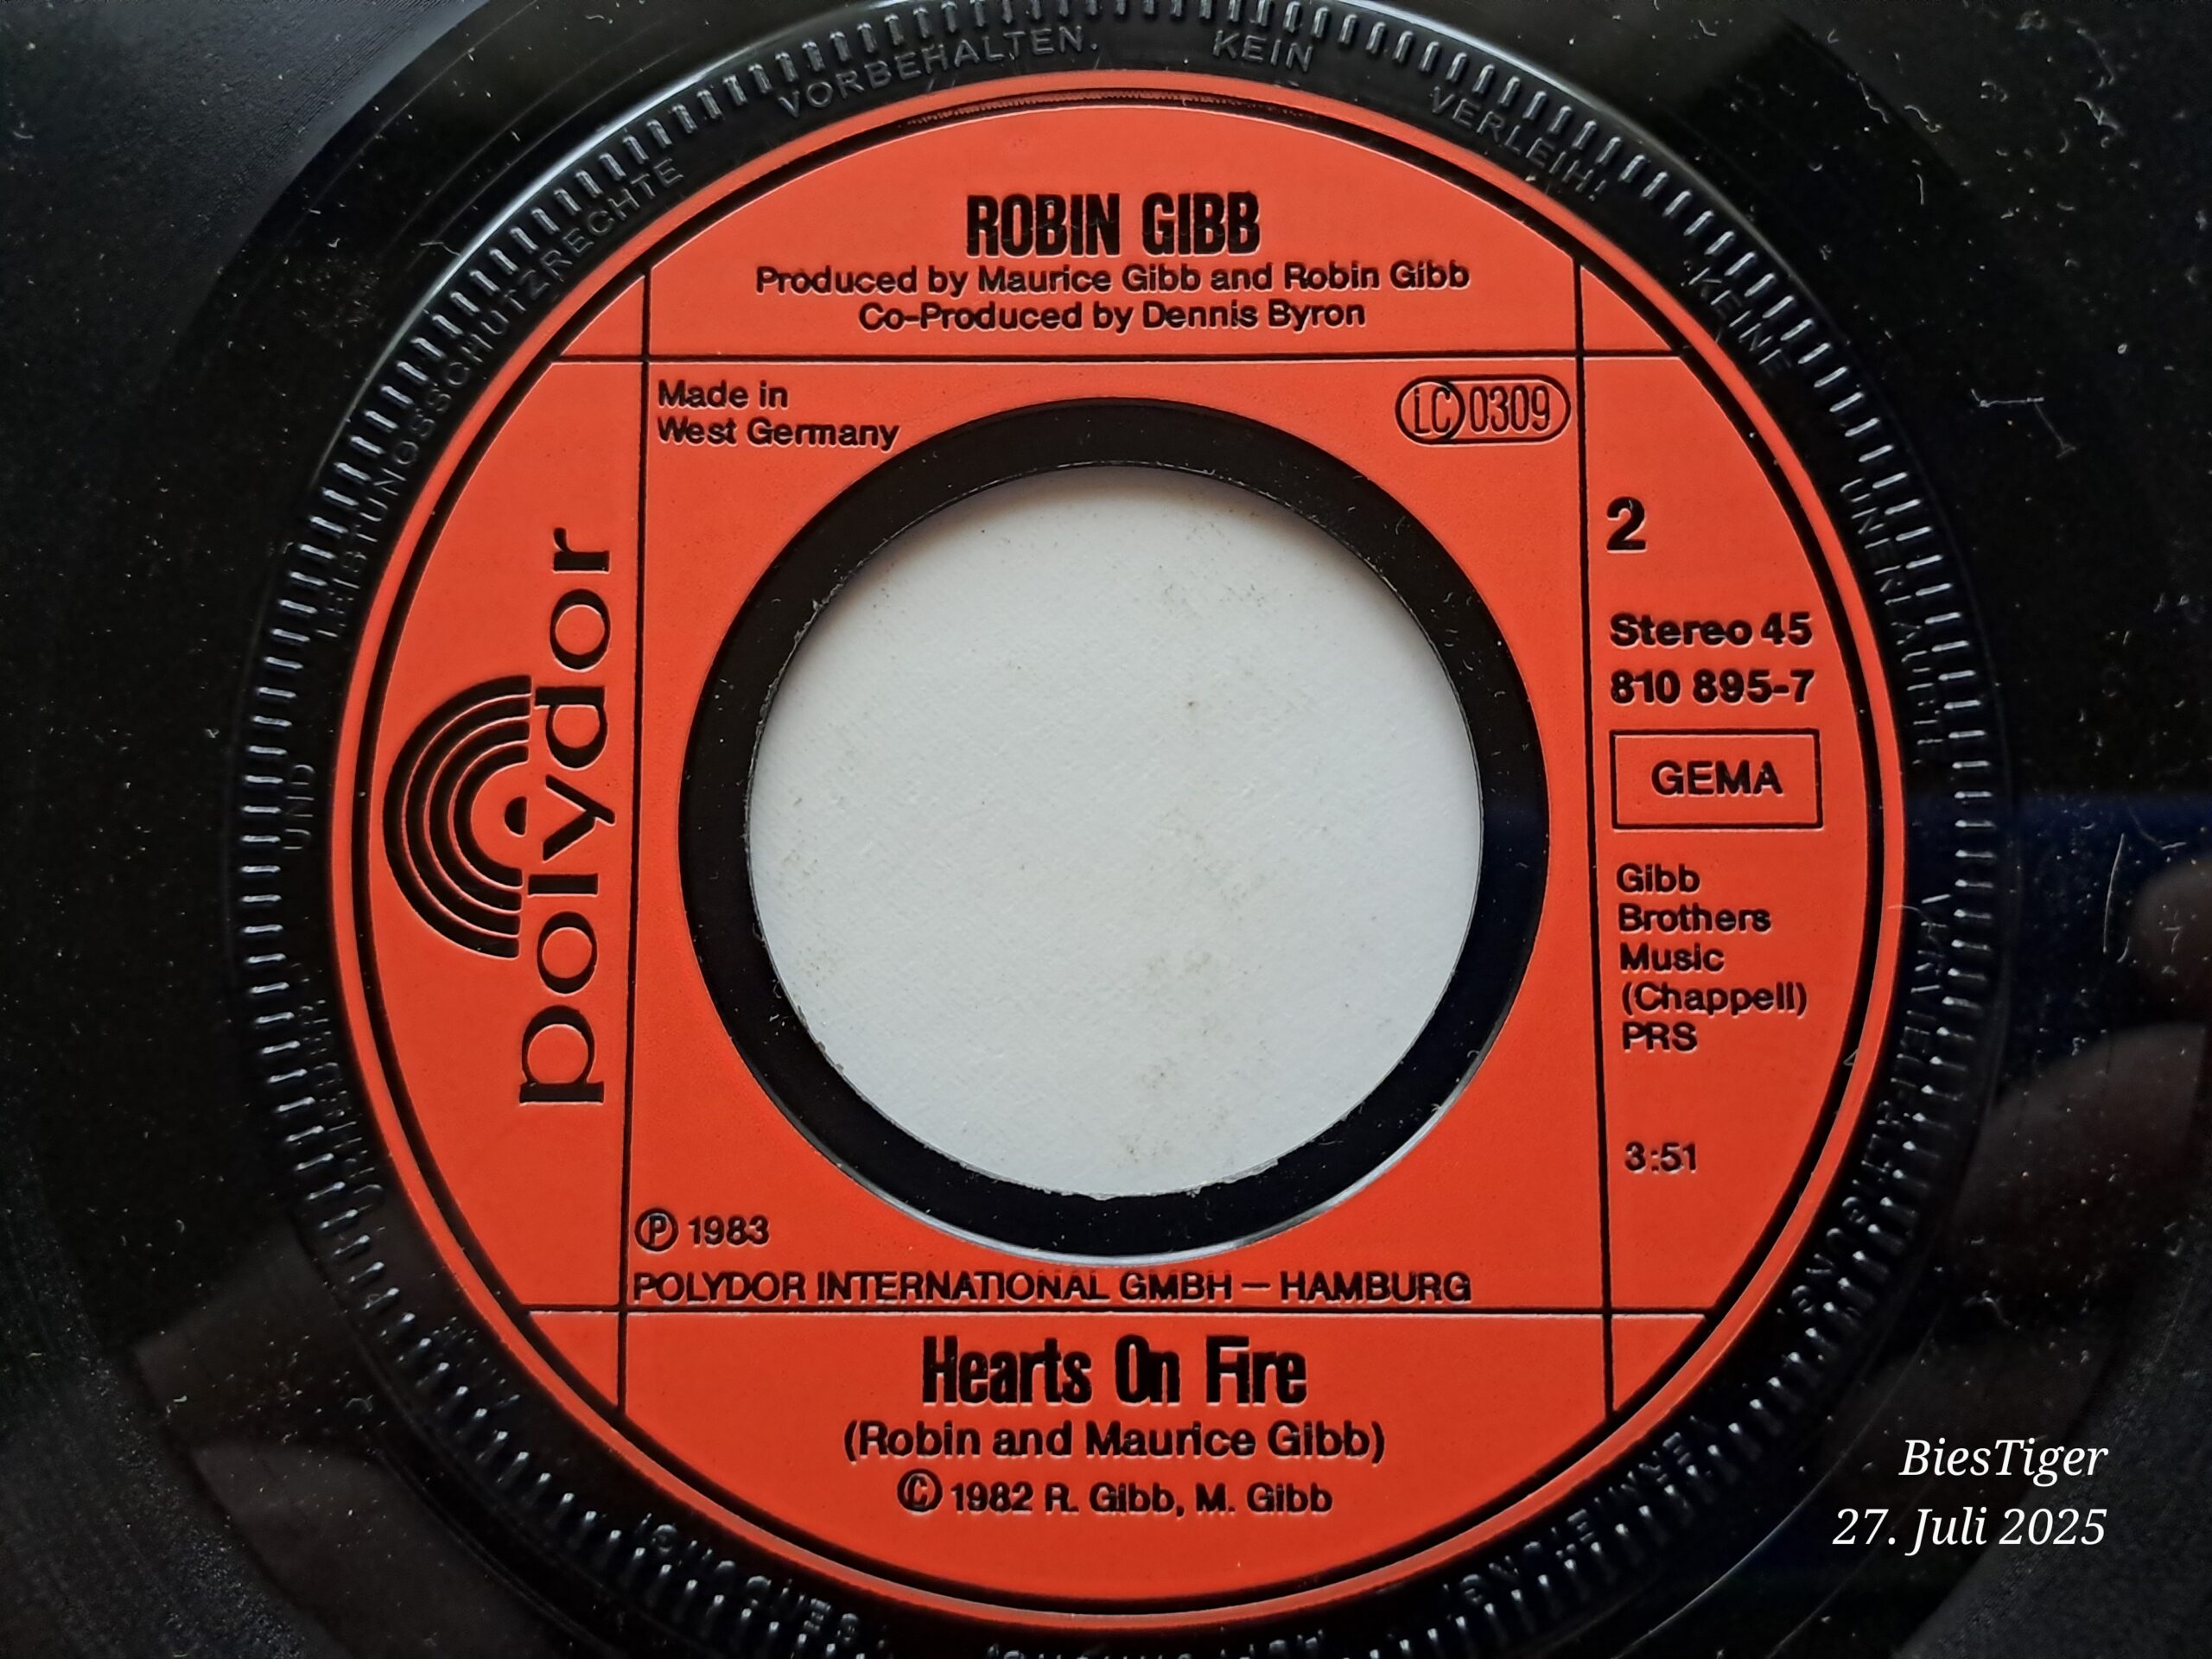 VORBEHALTEN. KEIN VERLEIH! KEINE UNERLAUBTE
UND LEISTUNGSSCHUTZRECHTE
ROBIN GIBB
Produced by Maurice Gibb and Robin Gibb
Co-Produced by Dennis Byron
Made in
West Germany
LC 0309
polydor
2
Stereo 45
810 895-7
GEMA
Gibb
Brothers
Music
(Chappell)
PRS
3:51
Ⓟ 1983
POLYDOR INTERNATIONAL GMBH – HAMBURG
Hearts On Fire
(Robin and Maurice Gibb)
© 1982 R. Gibb, M. Gibb
BiesTiger
27. Juli 2025